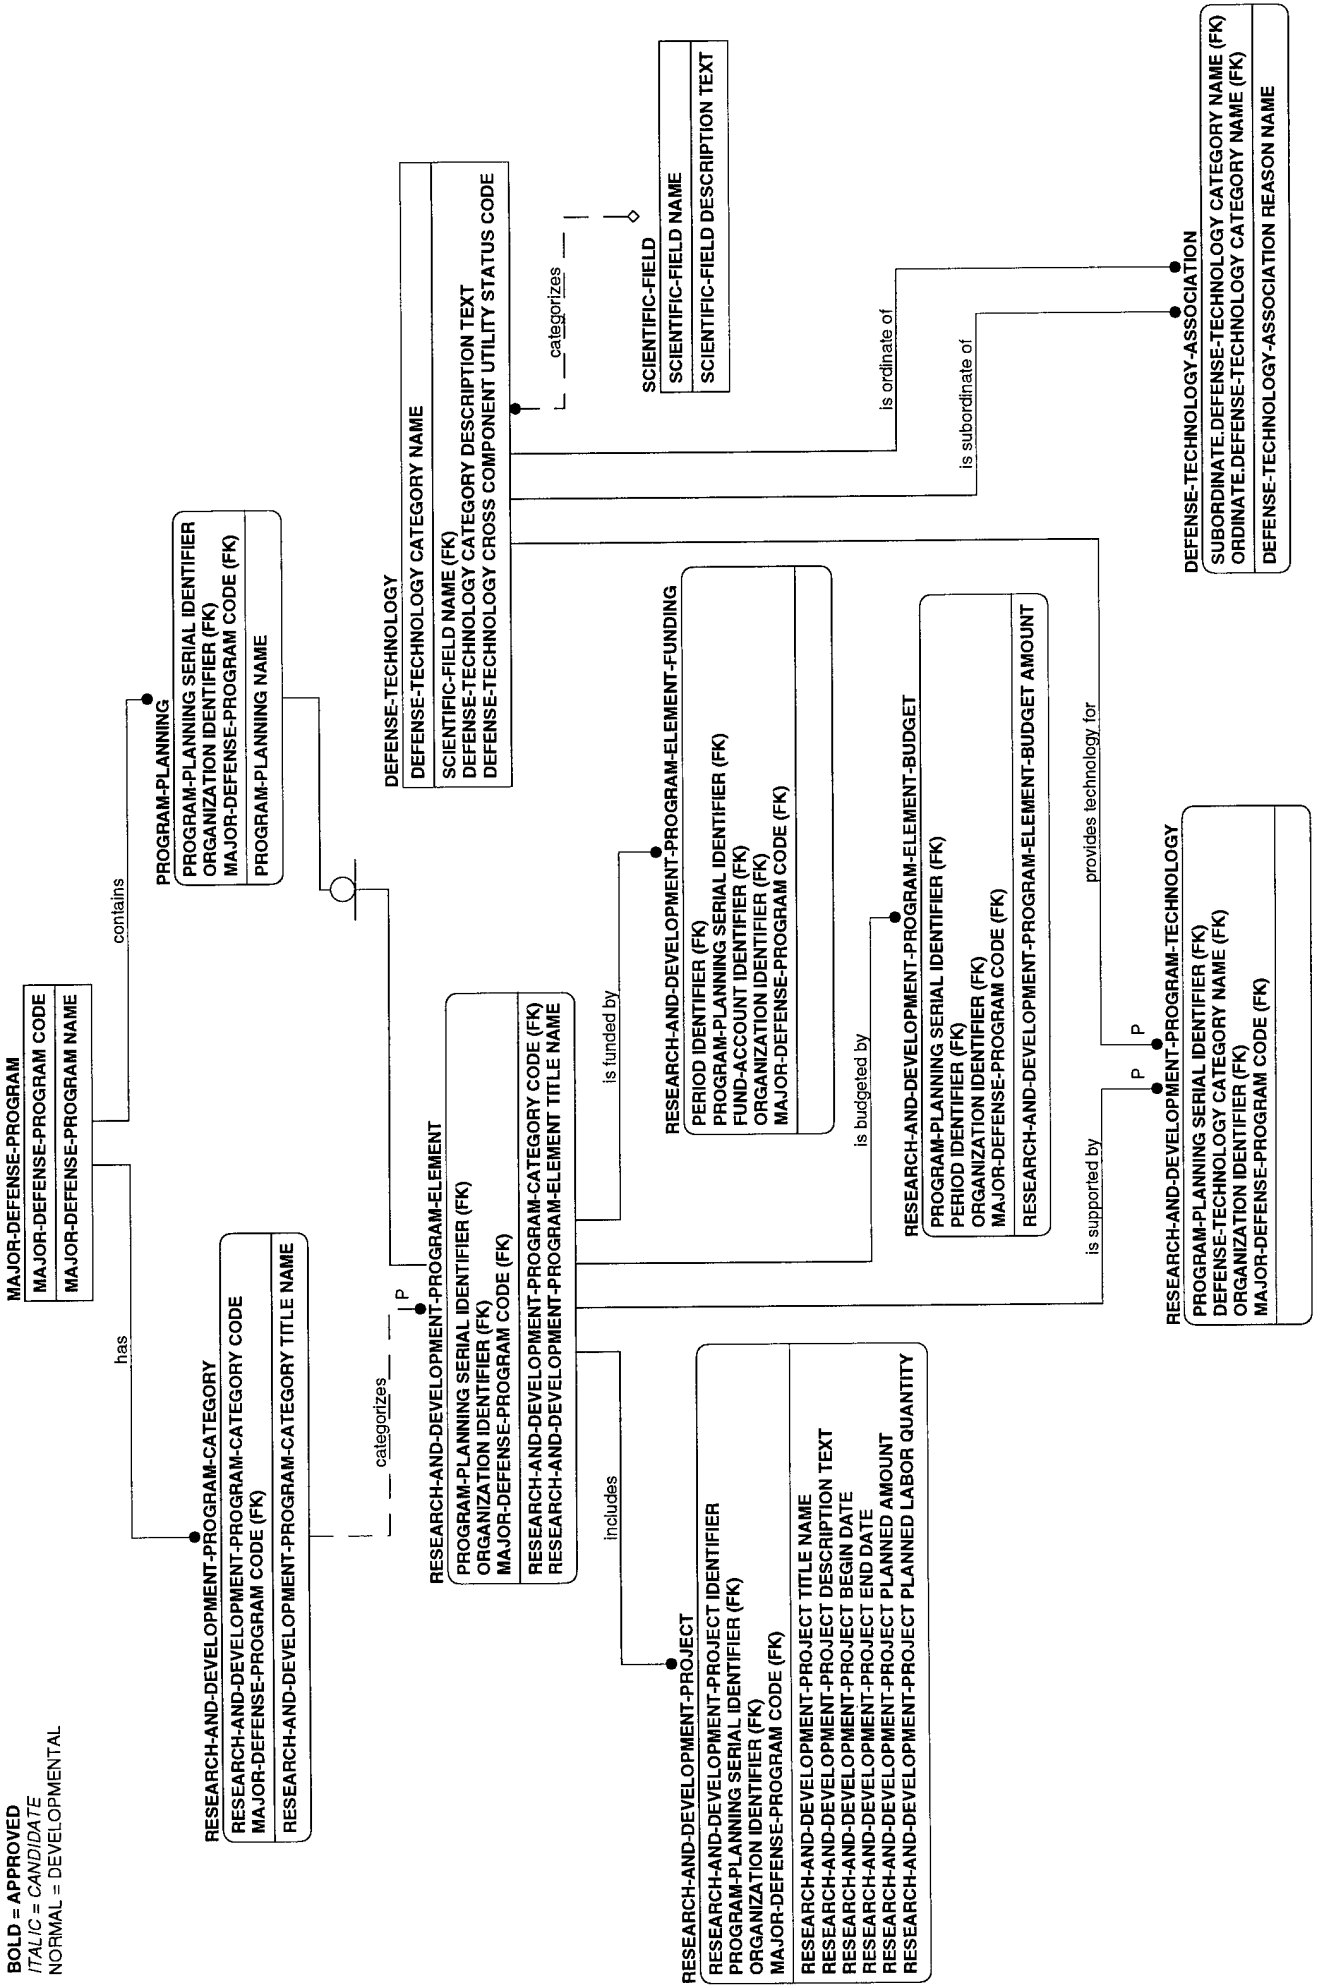 BOLD = APPROVED
ITALIC = CANDIDATE
NORMAL = DEVELOPMENTAL
MAJOR-DEFENSE-PROGRAM
MAJOR-DEFENSE-PROGRAM CODE
MAJOR-DEFENSE-PROGRAM NAME
has
contains
RESEARCH-AND-DEVELOPMENT-PROGRAM-CATEGORY
RESEARCH-AND-DEVELOPMENT-PROGRAM-CATEGORY CODE
MAJOR-DEFENSE-PROGRAM CODE (FK)
RESEARCH-AND-DEVELOPMENT-PROGRAM-CATEGORY TITLE NAME
PROGRAM-PLANNING
PROGRAM-PLANNING SERIAL IDENTIFIER
ORGANIZATION IDENTIFIER (FK)
MAJOR-DEFENSE-PROGRAM CODE (FK)
PROGRAM-PLANNING NAME
categorizes
P
RESEARCH-AND-DEVELOPMENT-PROGRAM-ELEMENT
PROGRAM-PLANNING SERIAL IDENTIFIER (FK)
ORGANIZATION IDENTIFIER (FK)
MAJOR-DEFENSE-PROGRAM CODE (FK)
RESEARCH-AND-DEVELOPMENT-PROGRAM-CATEGORY CODE (FK)
RESEARCH-AND-DEVELOPMENT-PROGRAM-ELEMENT TITLE NAME
DEFENSE-TECHNOLOGY
DEFENSE-TECHNOLOGY CATEGORY NAME
SCIENTIFIC-FIELD NAME (FK)
DEFENSE-TECHNOLOGY CATEGORY DESCRIPTION TEXT
DEFENSE-TECHNOLOGY CROSS COMPONENT UTILITY STATUS CODE
categorizes
SCIENTIFIC-FIELD
SCIENTIFIC-FIELD NAME
SCIENTIFIC-FIELD DESCRIPTION TEXT
includes
is funded by
RESEARCH-AND-DEVELOPMENT-PROJECT
RESEARCH-AND-DEVELOPMENT-PROJECT IDENTIFIER
PROGRAM-PLANNING SERIAL IDENTIFIER (FK)
ORGANIZATION IDENTIFIER (FK)
MAJOR-DEFENSE-PROGRAM CODE (FK)
RESEARCH-AND-DEVELOPMENT-PROJECT TITLE NAME
RESEARCH-AND-DEVELOPMENT-PROJECT DESCRIPTION TEXT
RESEARCH-AND-DEVELOPMENT-PROJECT BEGIN DATE
RESEARCH-AND-DEVELOPMENT-PROJECT END DATE
RESEARCH-AND-DEVELOPMENT-PROJECT PLANNED AMOUNT
RESEARCH-AND-DEVELOPMENT-PROJECT PLANNED LABOR QUANTITY
RESEARCH-AND-DEVELOPMENT-PROGRAM-ELEMENT-FUNDING
PERIOD IDENTIFIER (FK)
PROGRAM-PLANNING SERIAL IDENTIFIER (FK)
FUND-ACCOUNT IDENTIFIER (FK)
ORGANIZATION IDENTIFIER (FK)
MAJOR-DEFENSE-PROGRAM CODE (FK)
is budgeted by
RESEARCH-AND-DEVELOPMENT-PROGRAM-ELEMENT-BUDGET
PROGRAM-PLANNING SERIAL IDENTIFIER (FK)
PERIOD IDENTIFIER (FK)
ORGANIZATION IDENTIFIER (FK)
MAJOR-DEFENSE-PROGRAM CODE (FK)
RESEARCH-AND-DEVELOPMENT-PROGRAM-ELEMENT-BUDGET AMOUNT
is ordinate of
is subordinate of
is supported by
provides technology for
P
P
RESEARCH-AND-DEVELOPMENT-PROGRAM-TECHNOLOGY
PROGRAM-PLANNING SERIAL IDENTIFIER (FK)
DEFENSE-TECHNOLOGY CATEGORY NAME (FK)
ORGANIZATION IDENTIFIER (FK)
MAJOR-DEFENSE-PROGRAM CODE (FK)
DEFENSE-TECHNOLOGY-ASSOCIATION
SUBORDINATE.DEFENSE-TECHNOLOGY CATEGORY NAME (FK)
ORDINATE.DEFENSE-TECHNOLOGY CATEGORY NAME (FK)
DEFENSE-TECHNOLOGY-ASSOCIATION REASON NAME